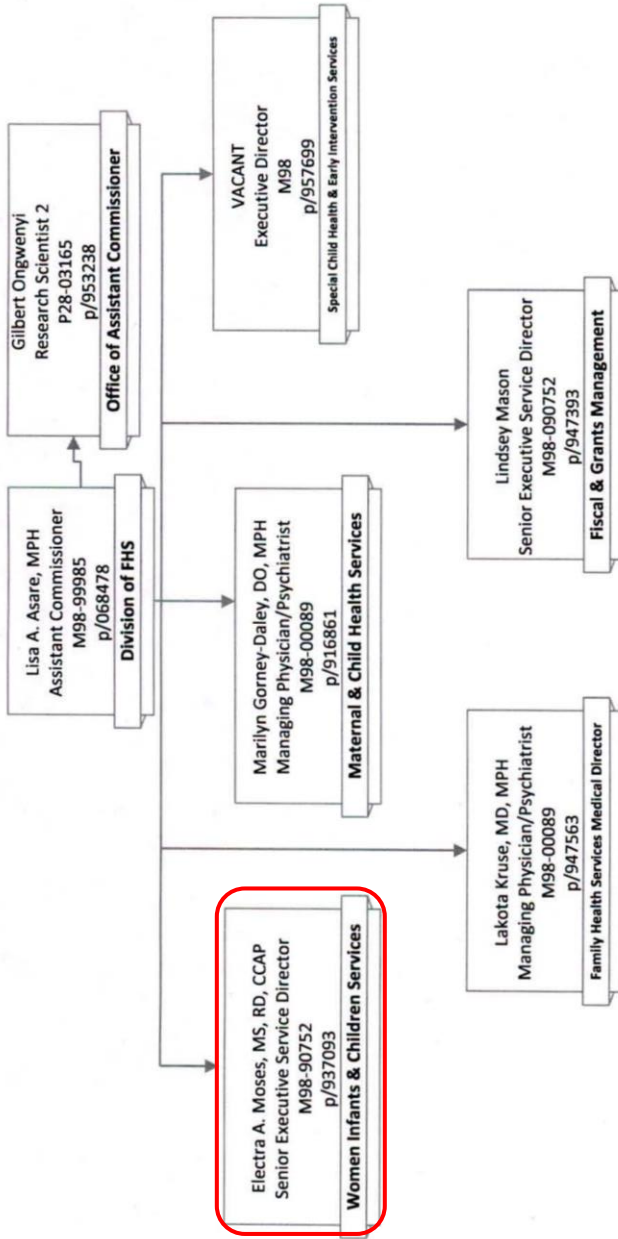 Lisa A. Asare, MPH
Assistant Commissioner
M98-99985
p/068478
Division of FHS
Gilbert Ongwenyi
Research Scientist 2
P28-03165
p/953238
Office of Assistant Commissioner
Electra A. Moses, MS, RD, CCAP
Senior Executive Service Director
M98-90752
p/937093
Women Infants & Children Services
Marilyn Gorney-Daley, DO, MPH
Managing Physician/Psychiatrist
M98-00089
p/916861
Maternal & Child Health Services
VACANT
Executive Director
M98
p/957699
Special Child Health & Early Intervention Services
Lakota Kruse, MD, MPH
Managing Physician/Psychiatrist
M98-00089
p/947563
Family Health Services Medical Director
Lindsey Mason
Senior Executive Service Director
M98-090752
p/947393
Fiscal & Grants Management